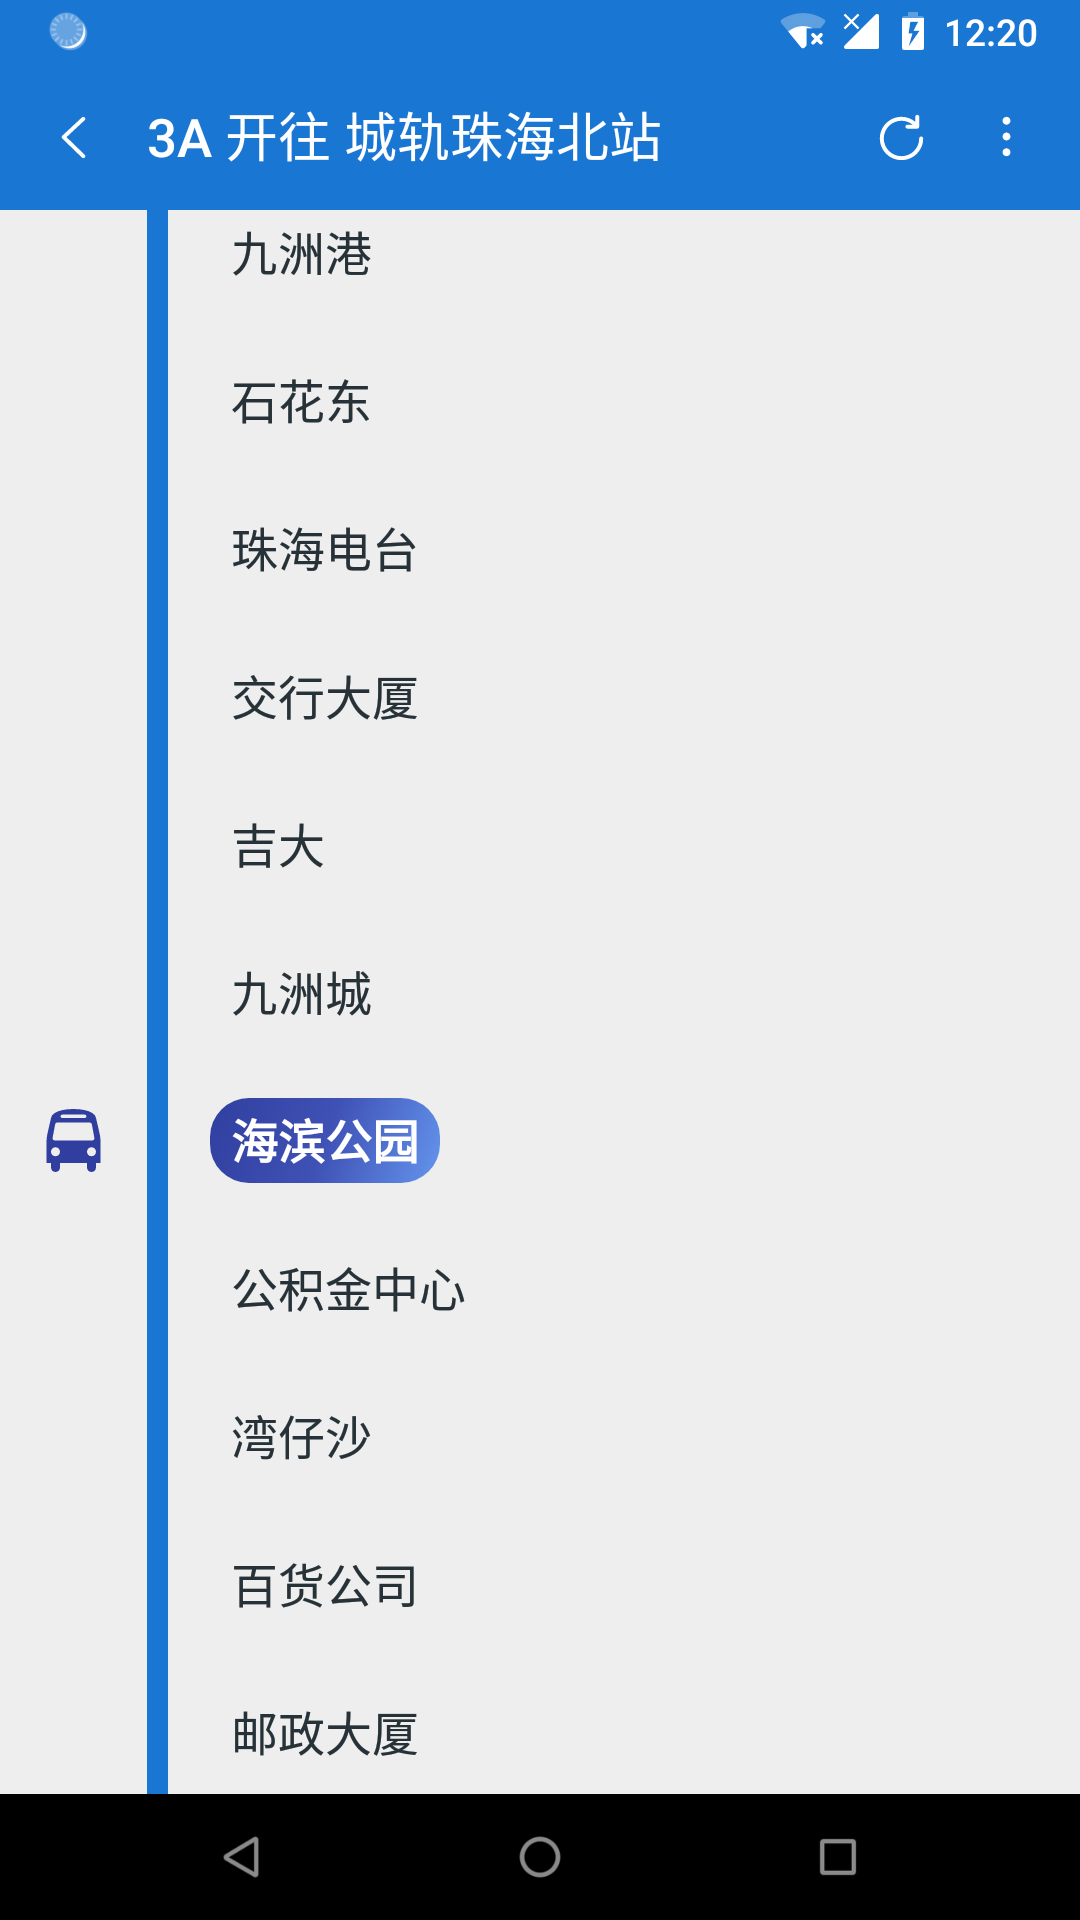 12:20
3A 开往 城轨珠海北站
九洲港
石花东
珠海电台
交行大厦
吉大
九洲城
海滨公园
公积金中心
湾仔沙
百货公司
邮政大厦